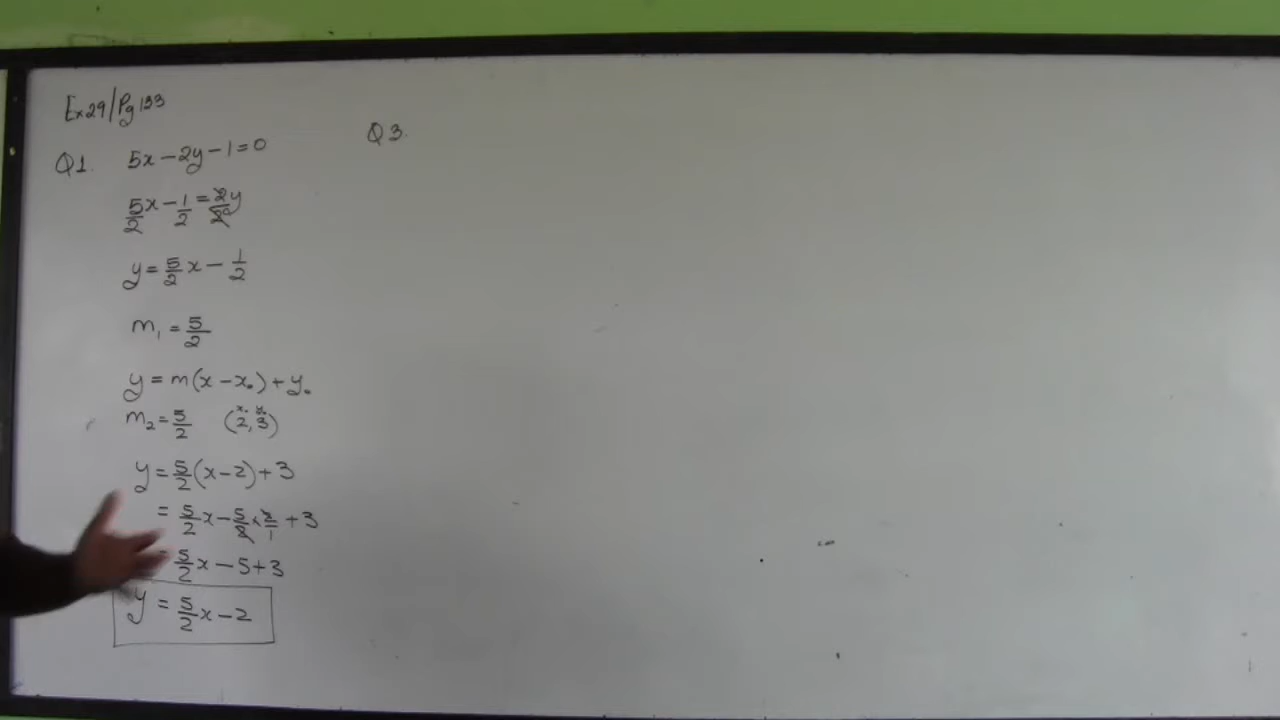 Ex29/Pg133
Q1. 5x-2y-1=0
5/2 x - 1/2 = 2/2 y
y = 5/2 x - 1/2
m₁ = 5/2
y = m(x-x₀)+y₀
m₂ = 5/2 (2,3)
y = 5/2(x-2)+3
= 5/2 x - 5/2 × 2/1 + 3
5/2 x - 5+3
y = 5/2 x - 2
Q3.